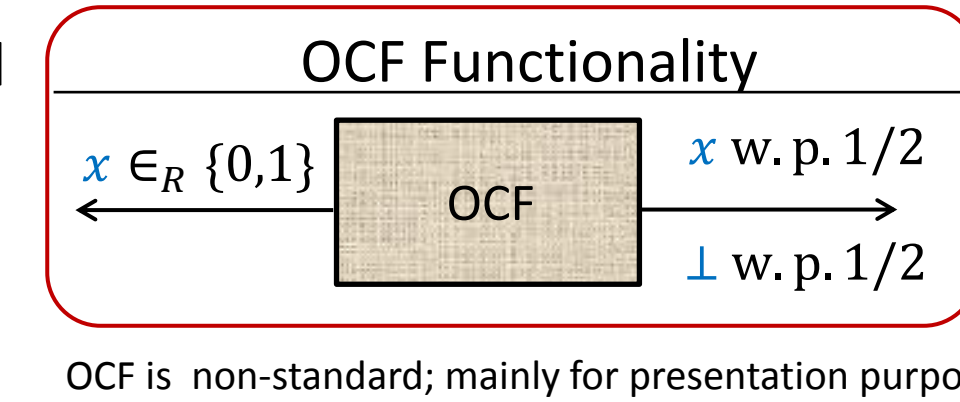 OCF Functionality
x ∈_R {0,1}
OCF
x w.p. 1/2
⊥ w.p. 1/2
OCF is non-standard; mainly for presentation purpo